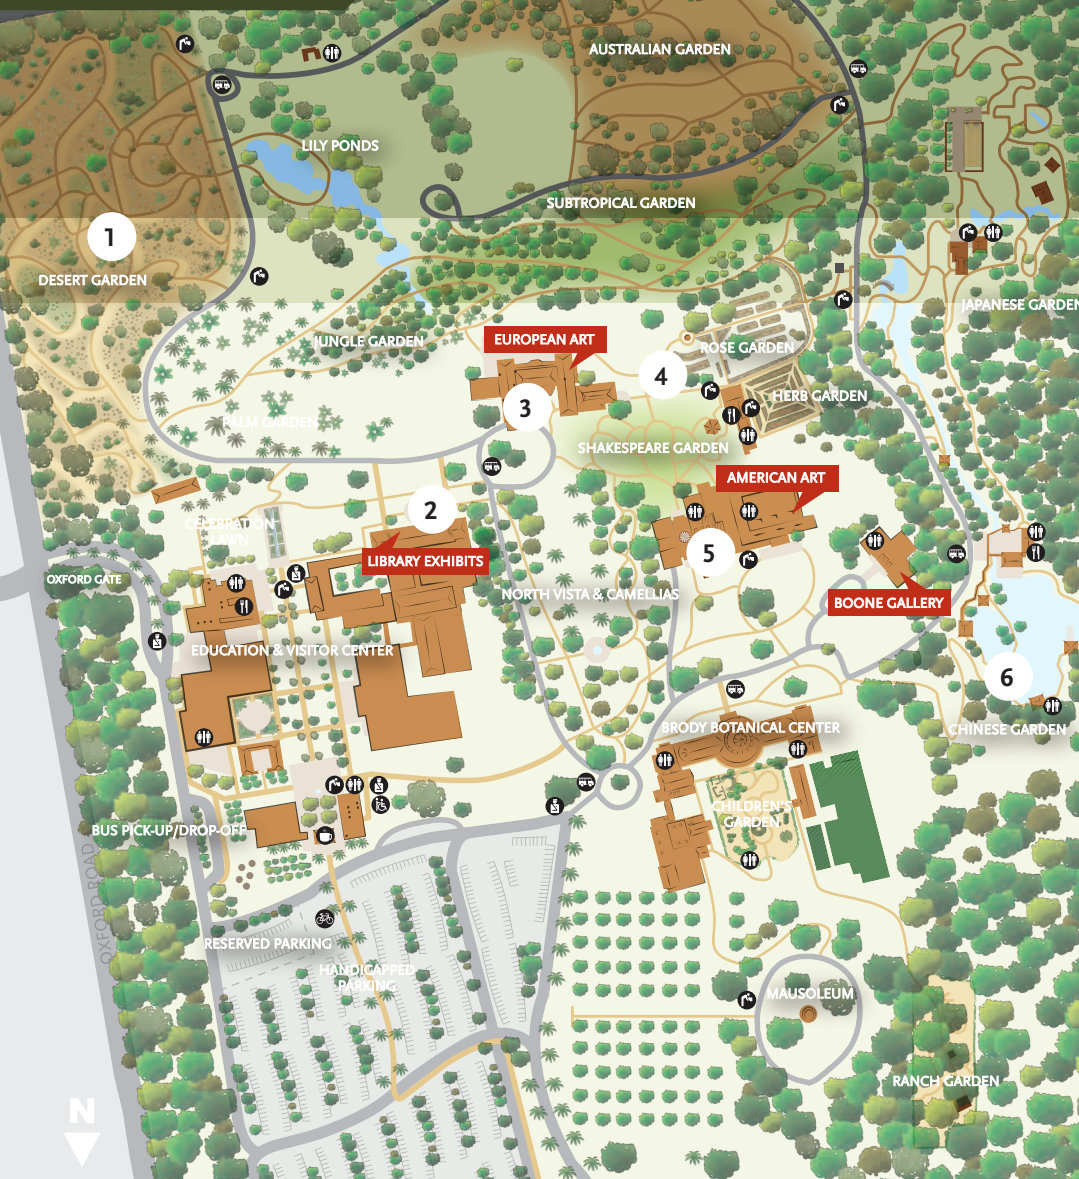 AUSTRALIAN GARDEN
LILY PONDS
SUBTROPICAL GARDEN
1
DESERT GARDEN
JAPANESE GARDEN
EUROPEAN ART
JUNGLE GARDEN
ROSE GARDEN
4
HERB GARDEN
3
PALM GARDEN
SHAKESPEARE GARDEN
AMERICAN ART
2
CELEBRATION
LAWN
LIBRARY EXHIBITS
5
OXFORD GATE
NORTH VISTA & CAMELLIAS
BOONE GALLERY
EDUCATION & VISITOR CENTER
6
BRODY BOTANICAL CENTER
CHINESE GARDEN
CHILDREN'S
GARDEN
BUS PICK-UP/DROP-OFF
OXFORD ROAD
RESERVED PARKING
HANDICAPPED
PARKING
MAUSOLEUM
RANCH GARDEN
N